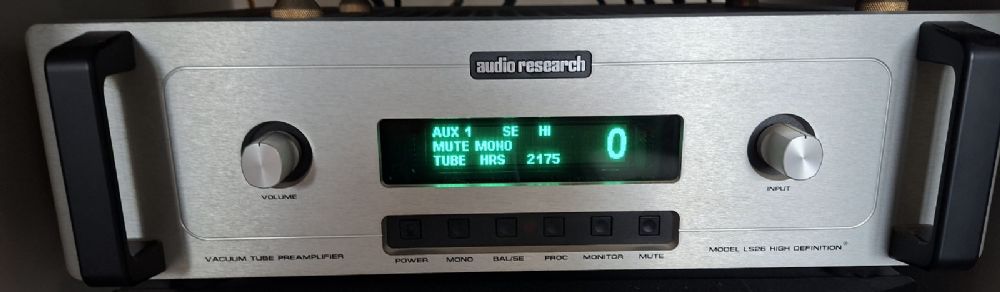 audio research
AUX 1 SE HI
MUTE MONO
TUBE HRS 2175
0
VOLUME
INPUT
VACUUM TUBE PREAMPLIFIER
POWER MONO BAL/SE PROC MONITOR MUTE
MODEL LS26 HIGH DEFINITION®